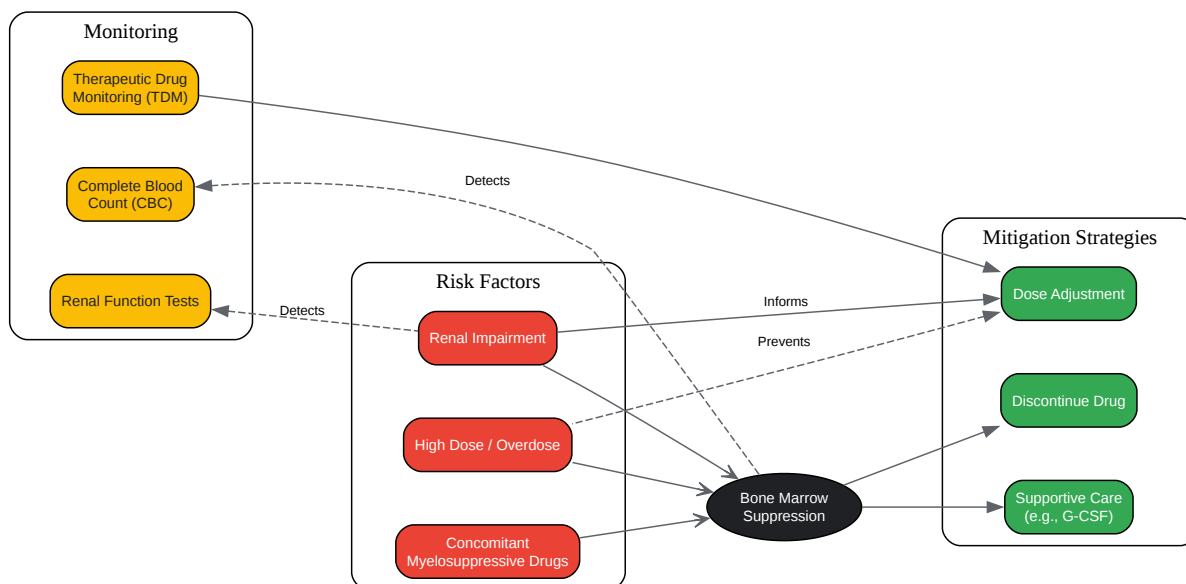 Monitoring
Therapeutic Drug
Monitoring (TDM)
Complete Blood
Count (CBC)
Renal Function Tests
Detects
Detects
Risk Factors
Renal Impairment
High Dose / Overdose
Concomitant
Myelosuppressive Drugs
Informs
Prevents
Bone Marrow
Suppression
Mitigation Strategies
Dose Adjustment
Discontinue Drug
Supportive Care
(e.g., G-CSF)